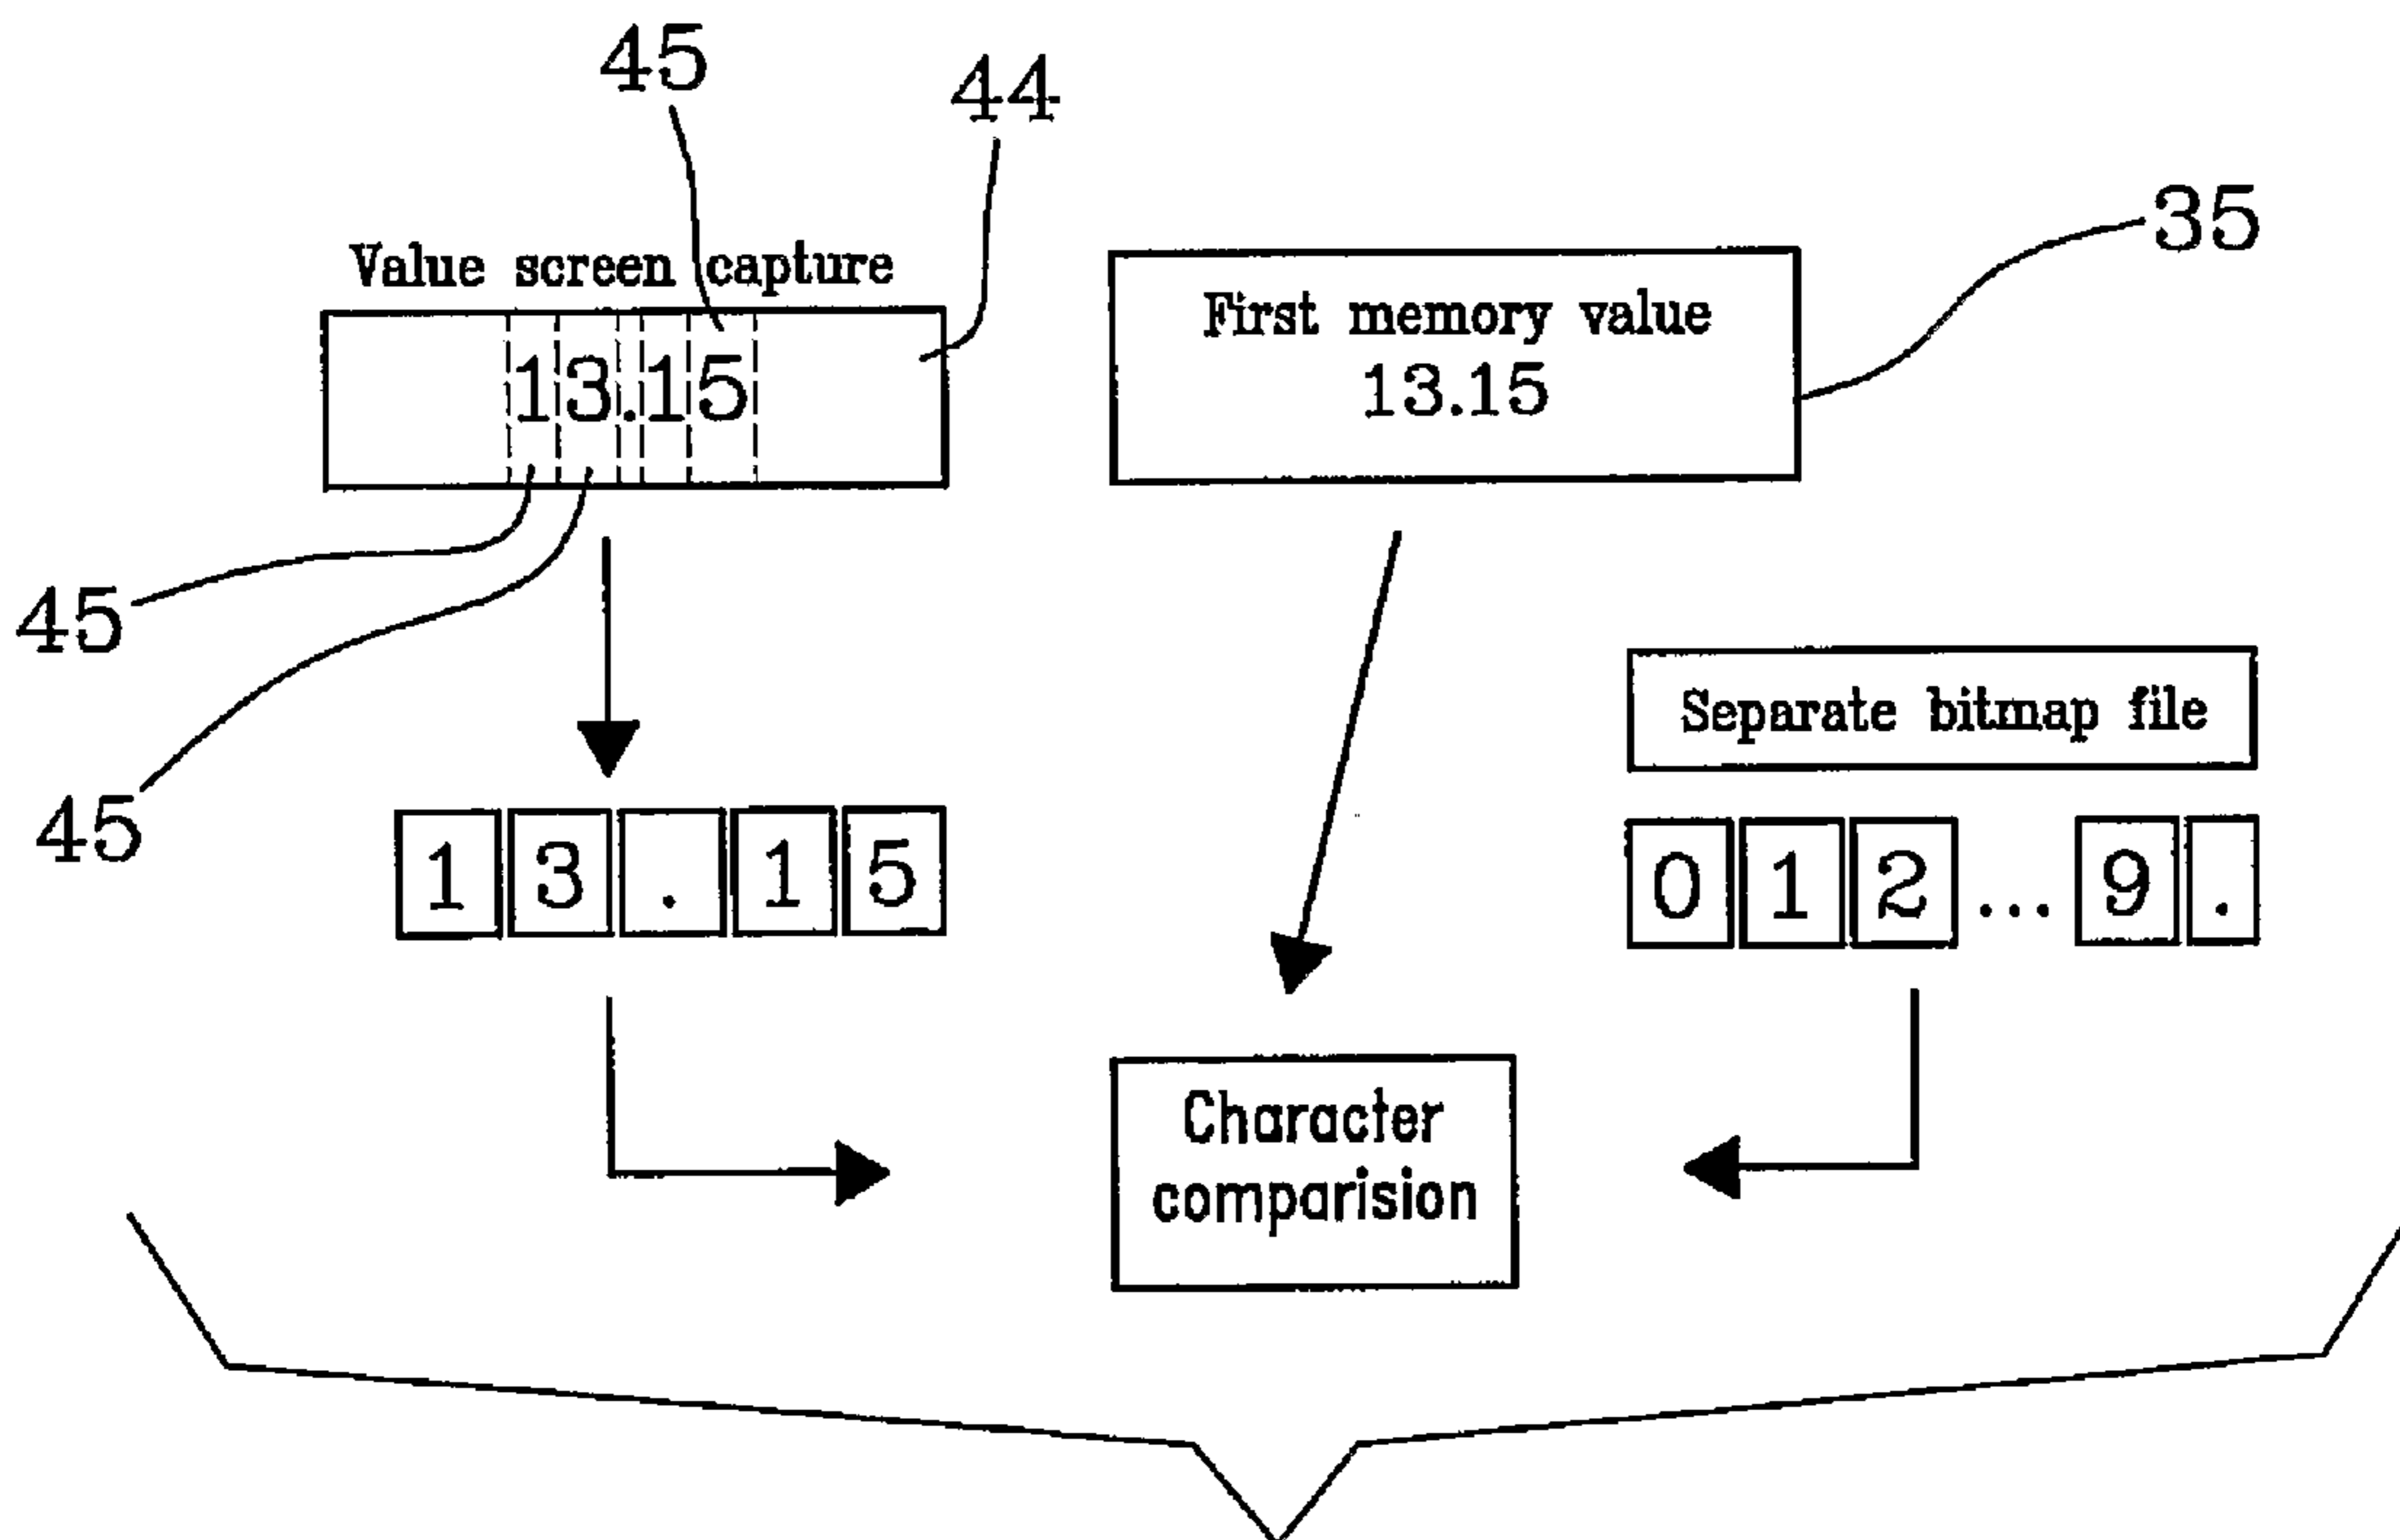 45
44
35
Value screen capture
13.15
First memory value
13.15
45
45
Separate bitmap file
1 3 . 1 5
0 1 2 ... 9 .
Character
comparision